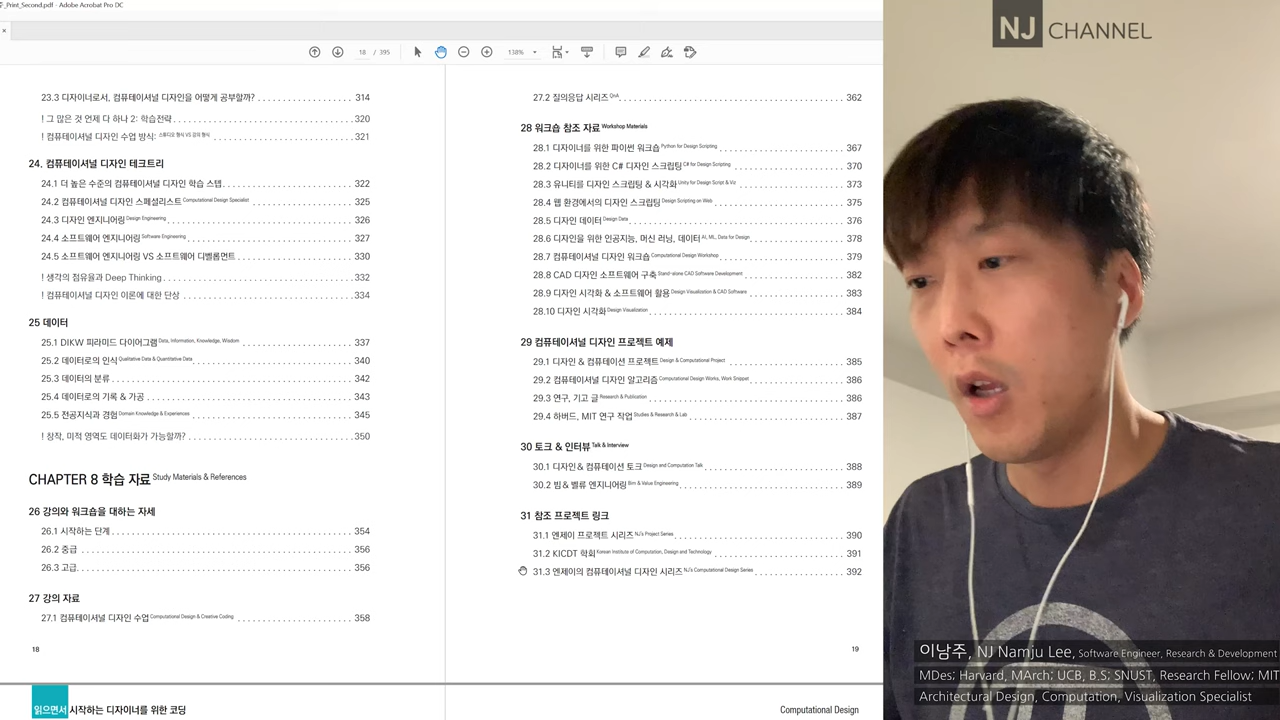 _Print_Second.pdf - Adobe Acrobat Pro DC
18 / 395
138%
23.3 디자이너로서, 컴퓨테이셔널 디자인을 어떻게 공부할까? 314
! 그 많은 것 언제 다 하나 2: 학습전략 320
! 컴퓨테이셔널 디자인 수업 방식: 스튜디오 형식 VS 강의 형식 321
24. 컴퓨테이셔널 디자인 테크트리
24.1 더 높은 수준의 컴퓨테이셔널 디자인 학습 스텝 322
24.2 컴퓨테이셔널 디자인 스페셜리스트 Computational Design Specialist 325
24.3 디자인 엔지니어링 Design Engineering 326
24.4 소프트웨어 엔지니어링 Software Engineering 327
24.5 소프트웨어 엔지니어링 VS 소프트웨어 디벨롭먼트 330
! 생각의 점유율과 Deep Thinking 332
! 컴퓨테이셔널 디자인 이론에 대한 단상 334
25 데이터
25.1 DIKW 피라미드 다이어그램 Data, Information, Knowledge, Wisdom 337
25.2 데이터로의 인식 Qualitative Data & Quantitative Data 340
25.3 데이터의 분류 342
25.4 데이터로의 기록 & 가공 343
25.5 전공지식과 경험 Domain Knowledge & Experiences 345
! 창작, 미적 영역도 데이터화가 가능할까? 350
CHAPTER 8 학습 자료 Study Materials & References
26 강의와 워크숍을 대하는 자세
26.1 시작하는 단계 354
26.2 중급 356
26.3 고급 356
27 강의 자료
27.1 컴퓨테이셔널 디자인 수업 Computational Design & Creative Coding 358
18
27.2 질의응답 시리즈 QnA 362
28 워크숍 참조 자료 Workshop Materials
28.1 디자이너를 위한 파이썬 워크숍 Python for Design Scripting 367
28.2 디자이너를 위한 C# 디자인 스크립팅 C# for Design Scripting 370
28.3 유니티를 디자인 스크립팅 & 시각화 Unity for Design Script & Viz 373
28.4 웹 환경에서의 디자인 스크립팅 Design Scripting on Web 375
28.5 디자인 데이터 Design Data 376
28.6 디자인을 위한 인공지능, 머신 러닝, 데이터 AI, ML, Data for Design 378
28.7 컴퓨테이셔널 디자인 워크숍 Computational Design Workshop 379
28.8 CAD 디자인 소프트웨어 구축 Stand-alone CAD Software Development 382
28.9 디자인 시각화 & 소프트웨어 활용 Design Visualization & CAD Software 383
28.10 디자인 시각화 Design Visualization 384
29 컴퓨테이셔널 디자인 프로젝트 예제
29.1 디자인 & 컴퓨테이션 프로젝트 Design & Computational Project 385
29.2 컴퓨테이셔널 디자인 알고리즘 Computational Design Works, Work Snippet 386
29.3 연구, 기고 글 Research & Publication 386
29.4 하버드, MIT 연구 작업 Studies & Research & Lab 387
30 토크 & 인터뷰 Talk & Interview
30.1 디자인 & 컴퓨테이션 토크 Design and Computation Talk 388
30.2 빔 & 벨류 엔지니어링 Bim & Value Engineering 389
31 참조 프로젝트 링크
31.1 엔제이 프로젝트 시리즈 NJ's Project Series 390
31.2 KICDT 학회 Korean Institute of Computation, Design and Technology 391
31.3 엔제이의 컴퓨테이셔널 디자인 시리즈 NJ's Computational Design Series 392
19
읽으면서 시작하는 디자이너를 위한 코딩
Computational Design
NJ CHANNEL
이남주, NJ Namju Lee, Software Engineer, Research & Development
MDes; Harvard, MArch; UCB, B.S; SNUST, Research Fellow; MIT
Architectural Design, Computation, Visualization Specialist